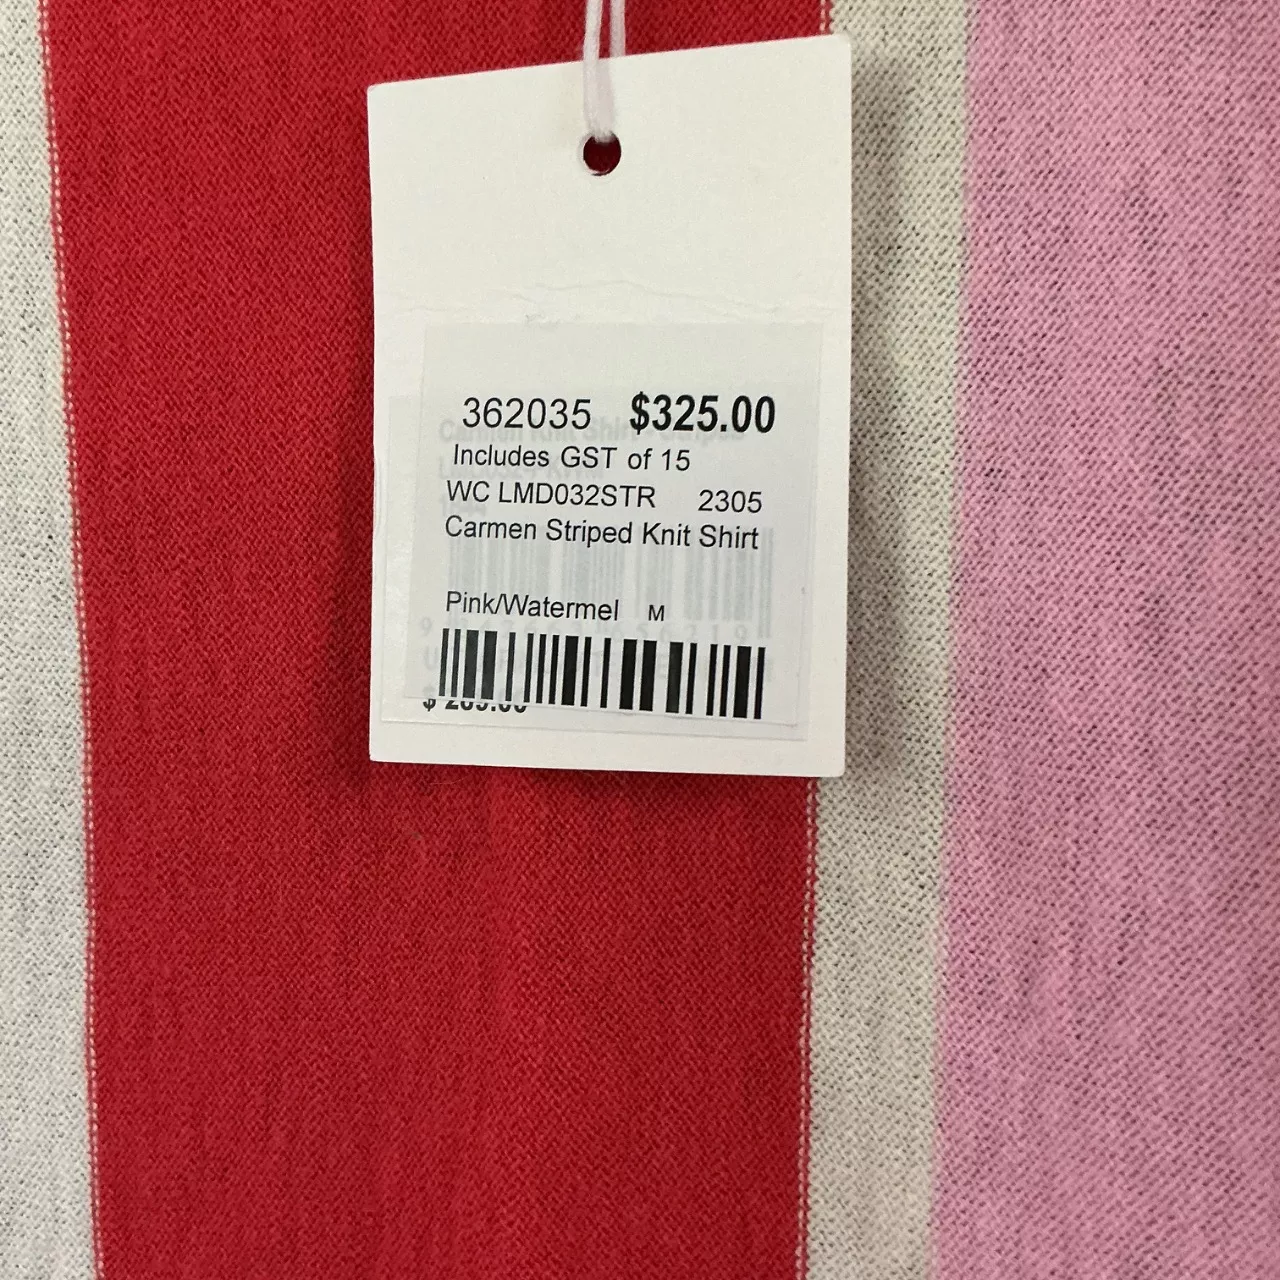 362035 $325.00
Includes GST of 15
WC LMD032STR 2305
Carmen Striped Knit Shirt
Pink/Watermel M